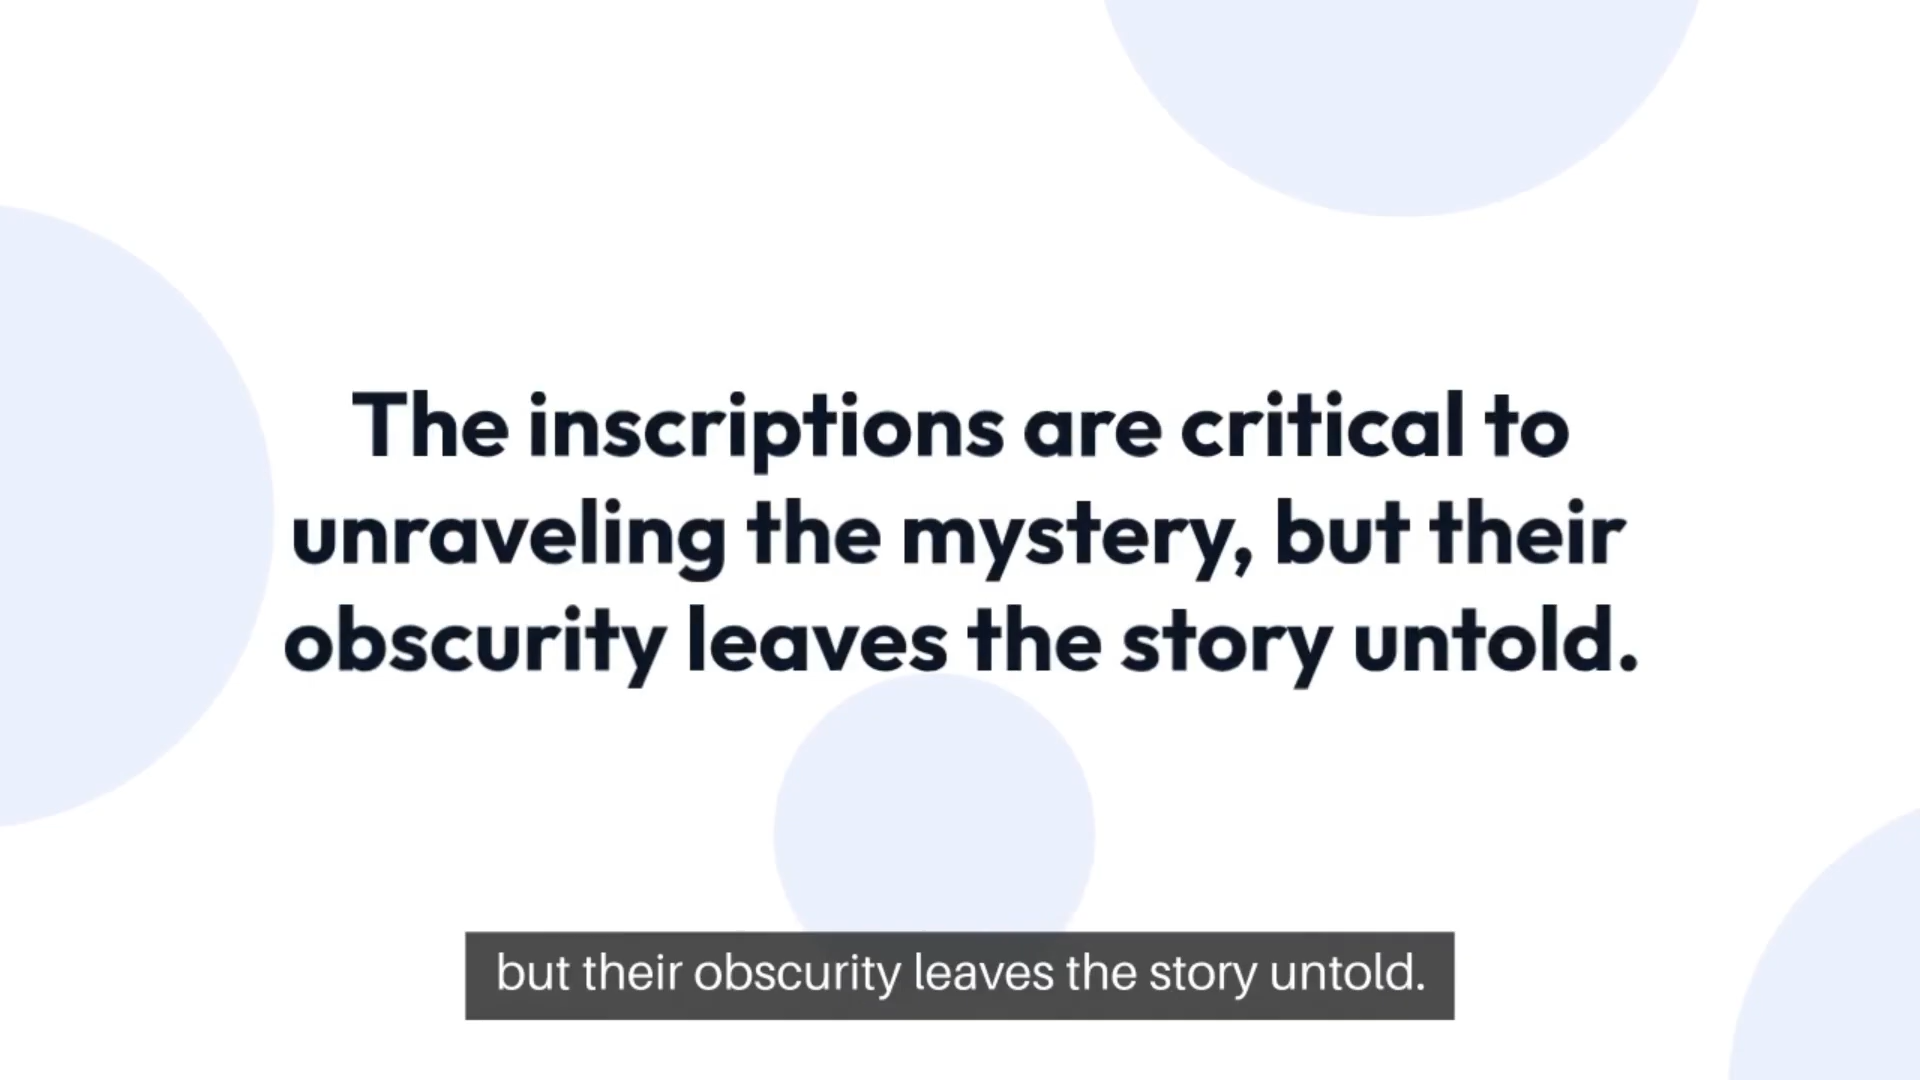 The inscriptions are critical to
unraveling the mystery, but their
obscurity leaves the story untold.
but their obscurity leaves the story untold.